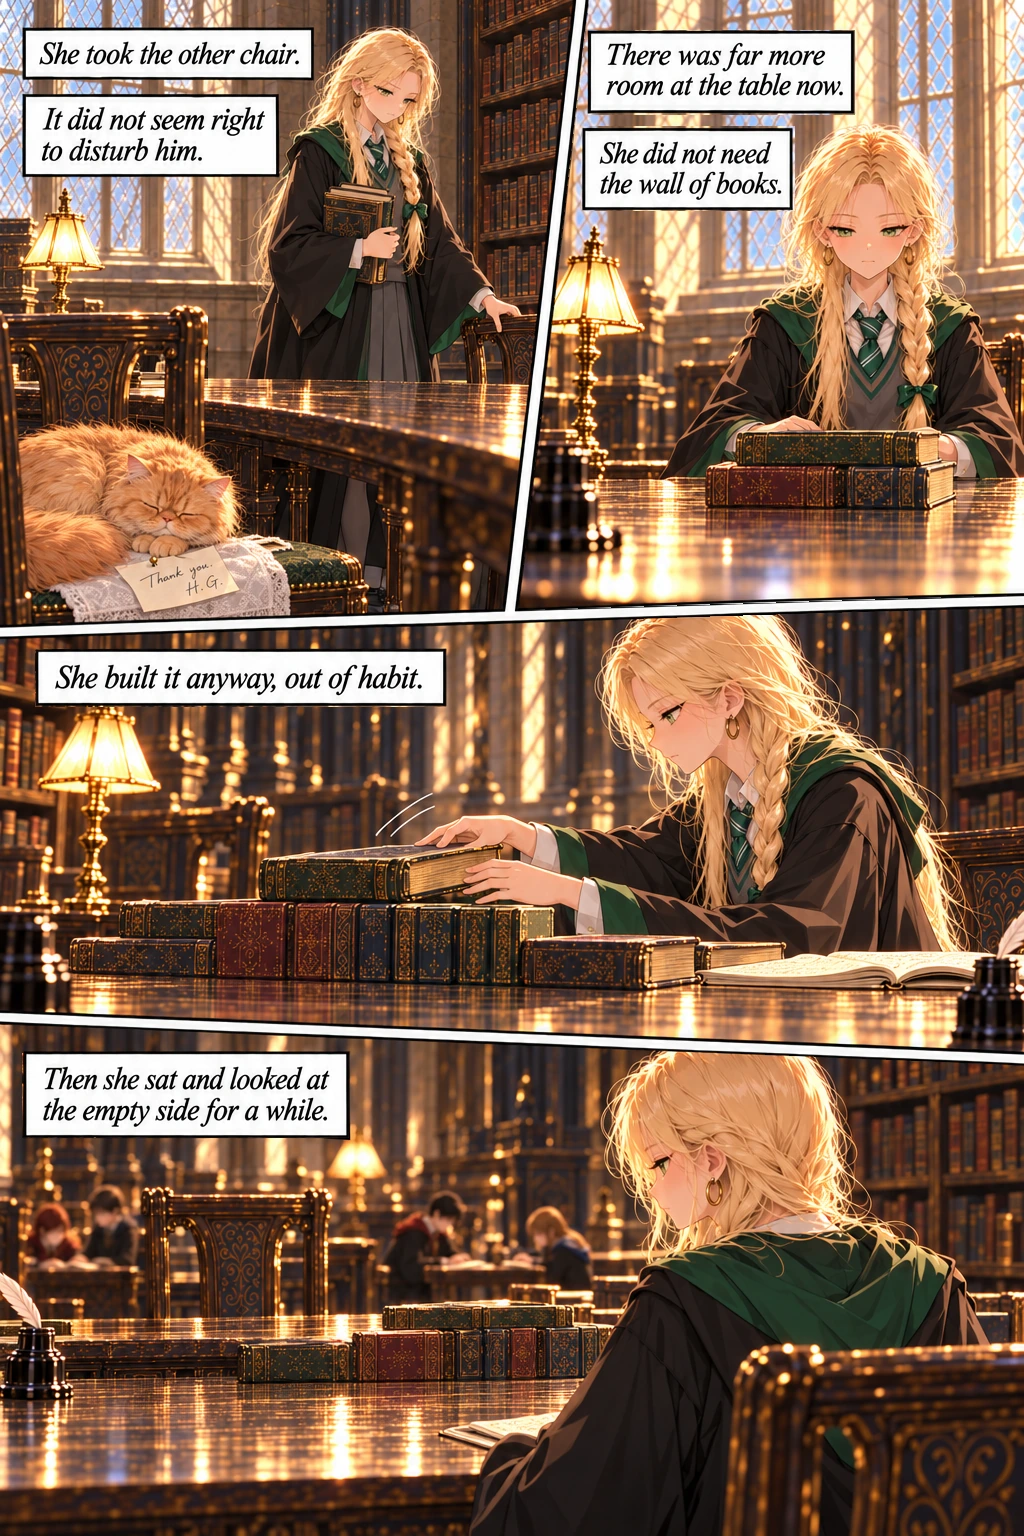 She took the other chair.
It did not seem right
to disturb him.
Thank you.
H. G.
There was far more
room at the table now.
She did not need
the wall of books.
She built it anyway, out of habit.
Then she sat and looked at
the empty side for a while.